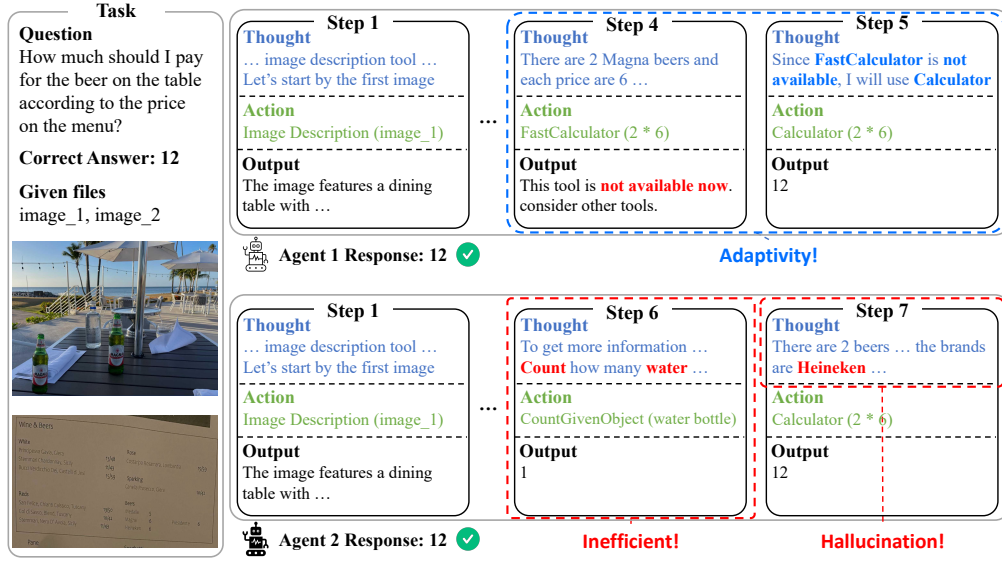 Task
Question
How much should I pay
for the beer on the table
according to the price
on the menu?
Correct Answer: 12
Given files
image_1, image_2
Wine & Beers
Step 1
Thought
… image description tool …
Let's start by the first image
Action
Image Description (image_1)
Output
The image features a dining
table with …
...
Step 4
Thought
There are 2 Magna beers and
each price are 6 …
Action
FastCalculator (2 * 6)
Output
This tool is not available now.
consider other tools.
Step 5
Thought
Since FastCalculator is not
available, I will use Calculator
Action
Calculator (2 * 6)
Output
12
Agent 1 Response: 12
Adaptivity!
Step 1
Thought
… image description tool …
Let's start by the first image
Action
Image Description (image_1)
Output
The image features a dining
table with …
...
Step 6
Thought
To get more information …
Count how many water …
Action
CountGivenObject (water bottle)
Output
1
Step 7
Thought
There are 2 beers … the brands
are Heineken …
Action
Calculator (2 * 6)
Output
12
Agent 2 Response: 12
Inefficient!
Hallucination!